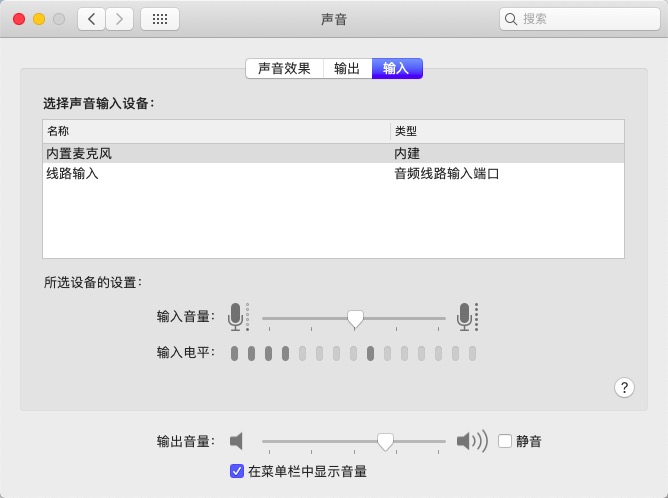 声音
搜索
声音效果 输出 输入
选择声音输入设备：
名称 类型
内置麦克风 内建
线路输入 音频线路输入端口
所选设备的设置：
输入音量：
输入电平：
?
输出音量： 静音
在菜单栏中显示音量